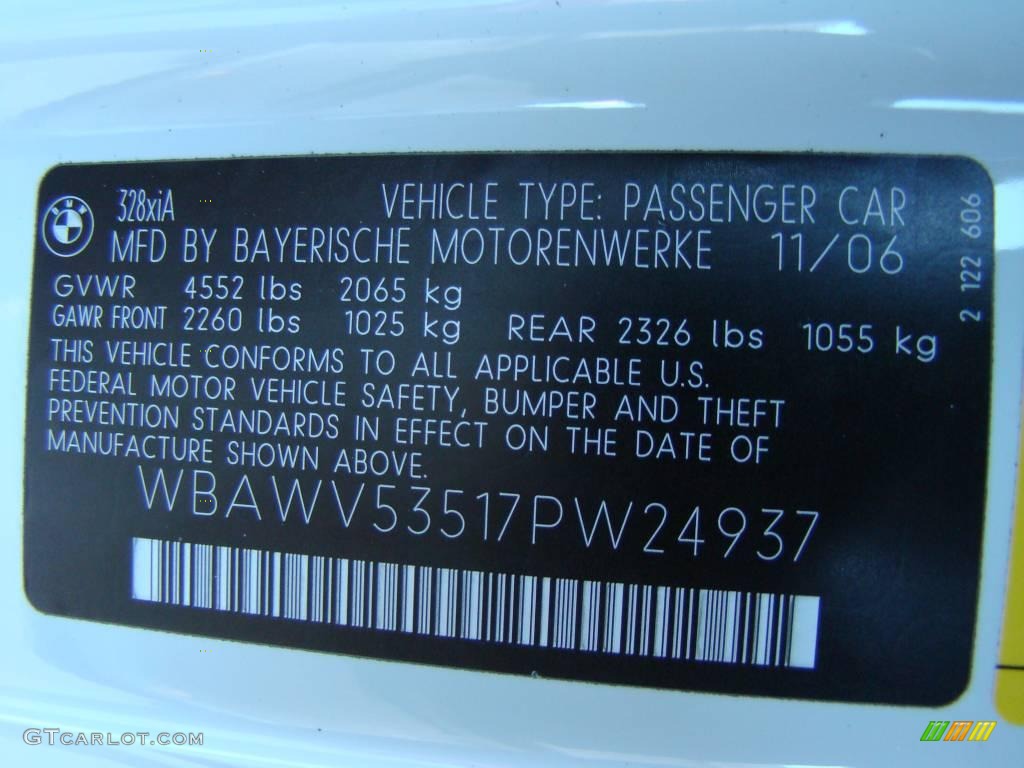 BMW
328xiA VEHICLE TYPE: PASSENGER CAR
MFD BY BAYERISCHE MOTORENWERKE 11/06
GVWR 4552 lbs 2065 kg
GAWR FRONT 2260 lbs 1025 kg REAR 2326 lbs 1055 kg
THIS VEHICLE CONFORMS TO ALL APPLICABLE U.S.
FEDERAL MOTOR VEHICLE SAFETY, BUMPER AND THEFT
PREVENTION STANDARDS IN EFFECT ON THE DATE OF
MANUFACTURE SHOWN ABOVE.
WBAWV53517PW24937
2 122 606
GTCARLOT.COM